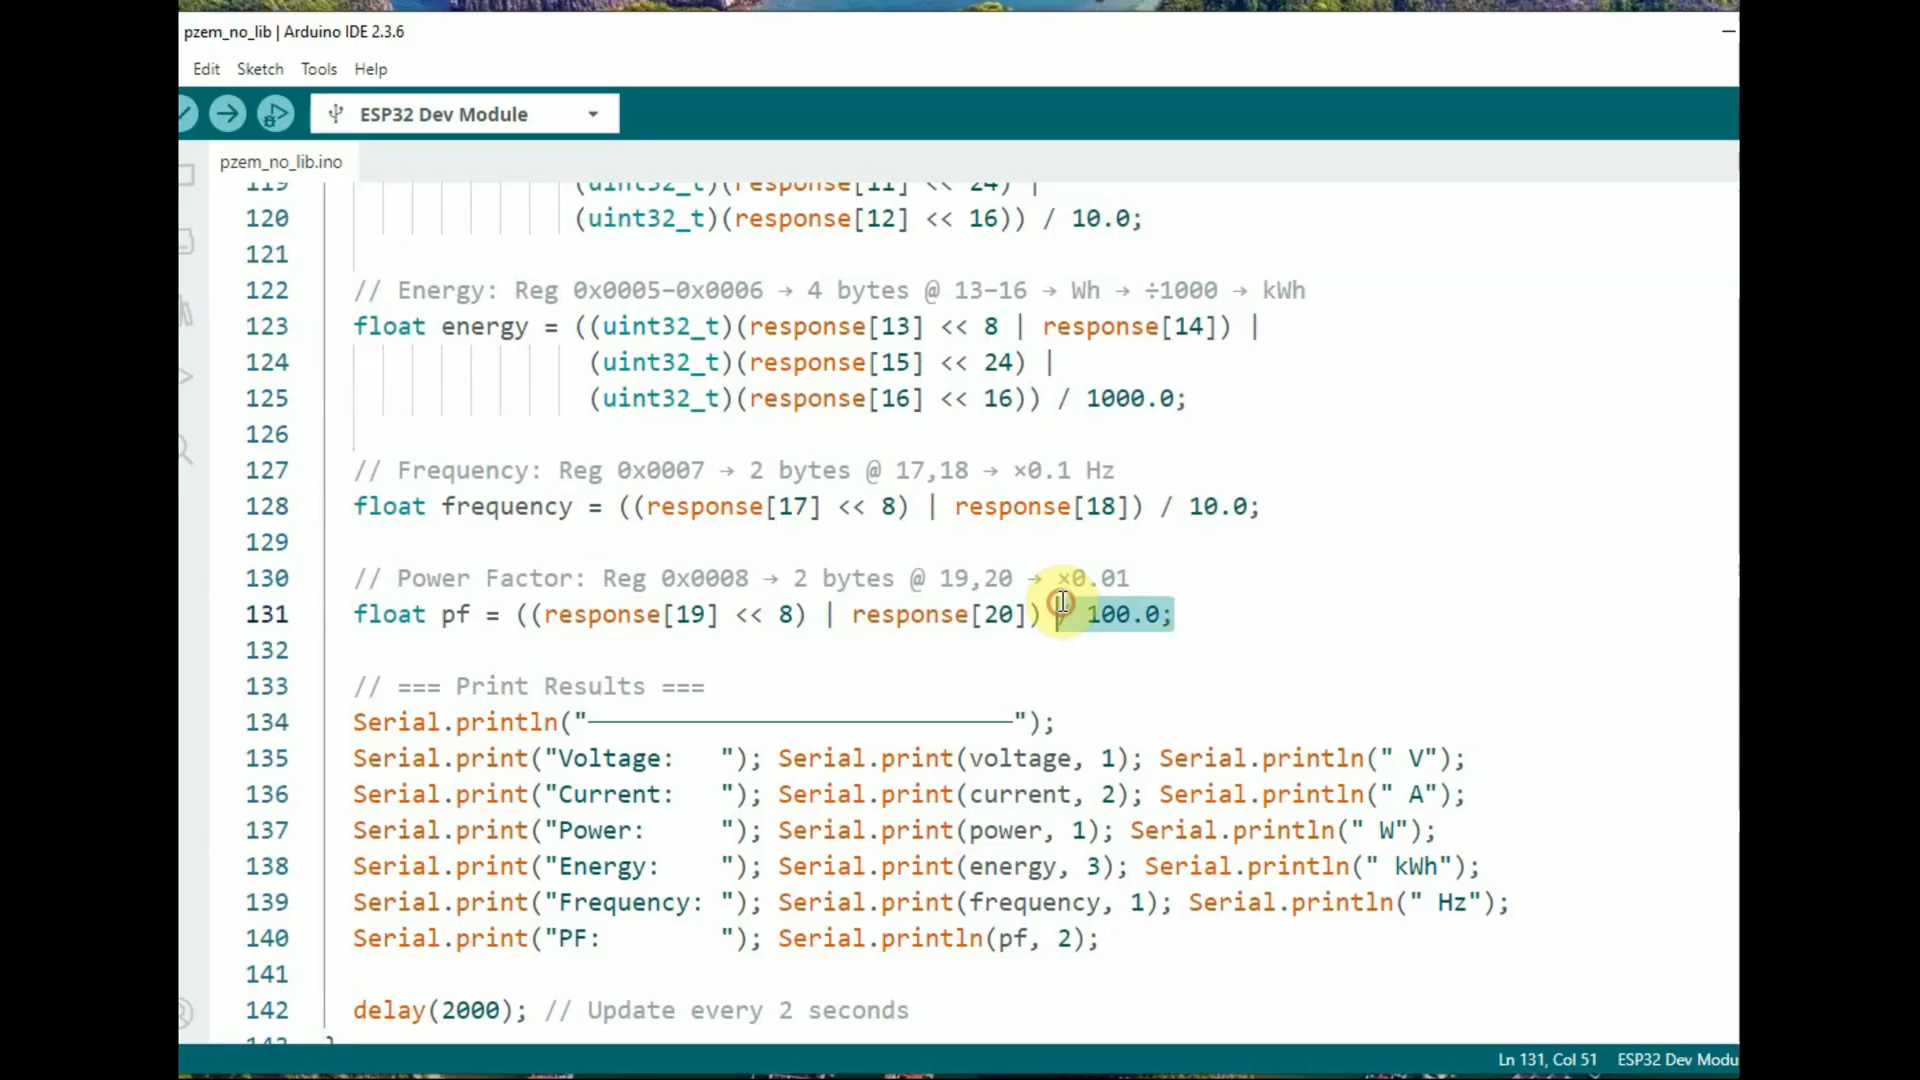 pzem_no_lib | Arduino IDE 2.3.6
Edit Sketch Tools Help
ESP32 Dev Module
pzem_no_lib.ino
119 (uint32_t)(response[11] << 24) |
120 (uint32_t)(response[12] << 16)) / 10.0;
121
122 // Energy: Reg 0x0005–0x0006 → 4 bytes @ 13–16 → Wh → ÷1000 → kWh
123 float energy = ((uint32_t)(response[13] << 8 | response[14]) |
124 (uint32_t)(response[15] << 24) |
125 (uint32_t)(response[16] << 16)) / 1000.0;
126
127 // Frequency: Reg 0x0007 → 2 bytes @ 17,18 → ×0.1 Hz
128 float frequency = ((response[17] << 8) | response[18]) / 10.0;
129
130 // Power Factor: Reg 0x0008 → 2 bytes @ 19,20 → ×0.01
131 float pf = ((response[19] << 8) | response[20]) / 100.0;
132
133 // === Print Results ===
134 Serial.println("─────────────────────────────");
135 Serial.print("Voltage:   "); Serial.print(voltage, 1); Serial.println(" V");
136 Serial.print("Current:   "); Serial.print(current, 2); Serial.println(" A");
137 Serial.print("Power:     "); Serial.print(power, 1); Serial.println(" W");
138 Serial.print("Energy:    "); Serial.print(energy, 3); Serial.println(" kWh");
139 Serial.print("Frequency: "); Serial.print(frequency, 1); Serial.println(" Hz");
140 Serial.print("PF:        "); Serial.println(pf, 2);
141
142 delay(2000); // Update every 2 seconds
Ln 131, Col 51 ESP32 Dev Modu